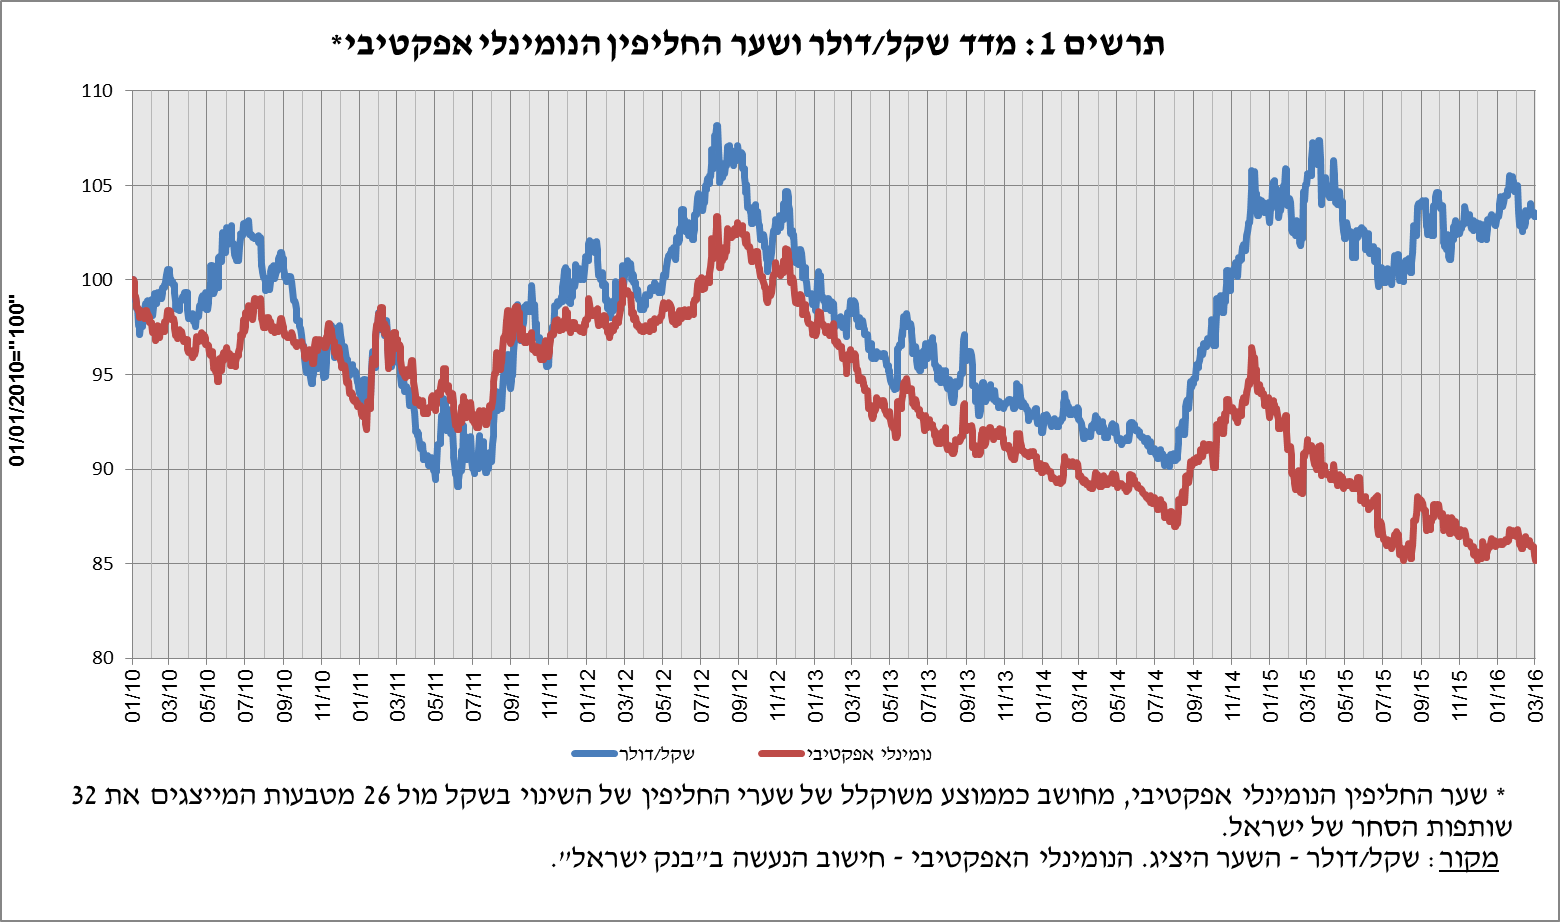 תרשים 1: מדד שקל/דולר ושער החליפין הנומינלי אפקטיבי*
110
105
100
95
90
85
80
01/01/2010="100"
01/10 03/10 05/10 07/10 09/10 11/10 01/11 03/11 05/11 07/11 09/11 11/11 01/12 03/12 05/12 07/12 09/12 11/12 01/13 03/13 05/13 07/13 09/13 11/13 01/14 03/14 05/14 07/14 09/14 11/14 01/15 03/15 05/15 07/15 09/15 11/15 01/16 03/16
שקל/דולר
נומינלי אפקטיבי
* שער החליפין הנומינלי אפקטיבי, מחושב כממוצע משוקלל של שערי החליפין של השינוי בשקל מול 26 מטבעות המייצגים את 32
שותפות הסחר של ישראל.
מקור: שקל/דולר - השער היציג. הנומינלי האפקטיבי - חישוב הנעשה ב"בנק ישראל".